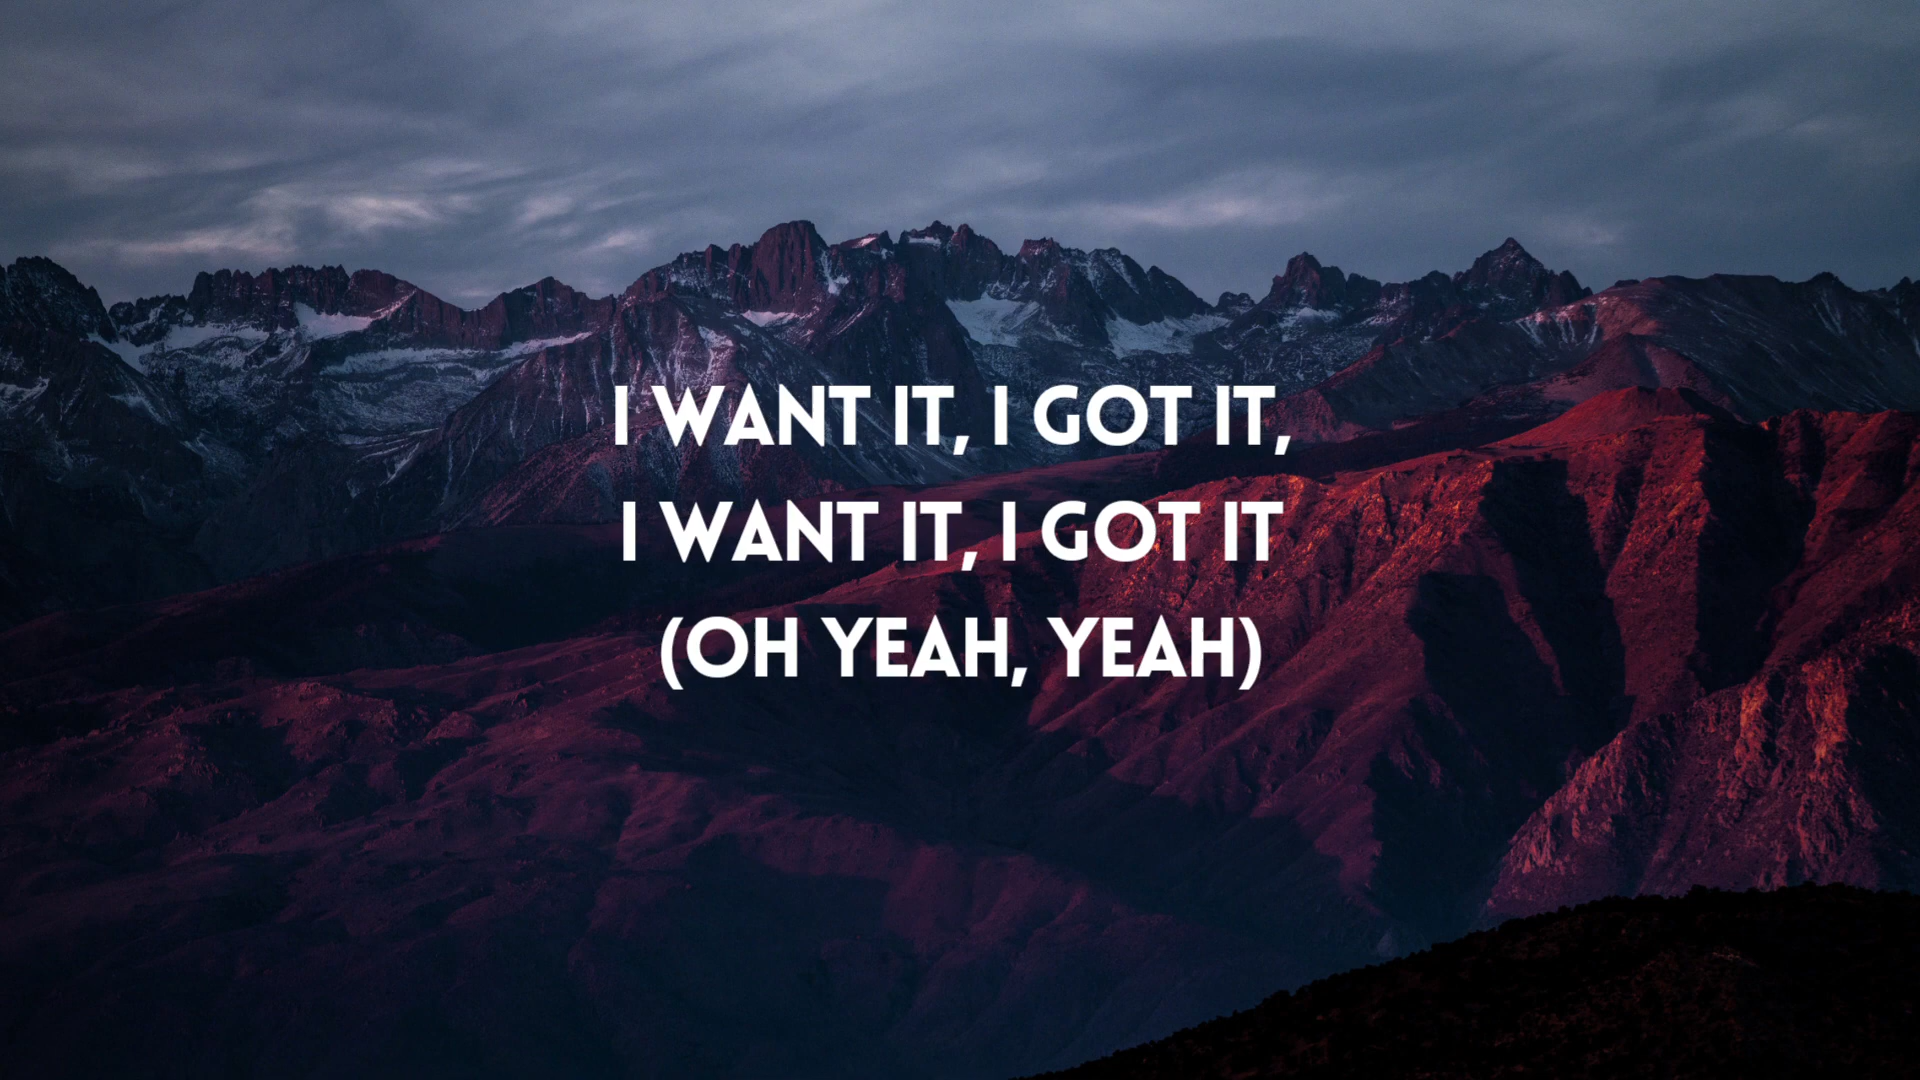 I WANT IT, I GOT IT,
I WANT IT, I GOT IT
(OH YEAH, YEAH)